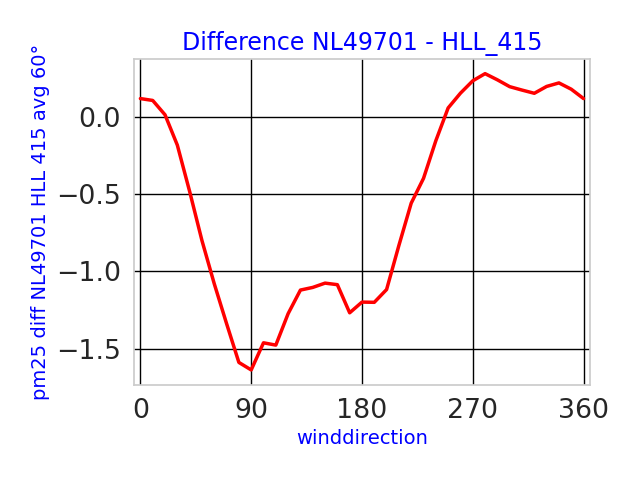 Difference NL49701 - HLL_415
pm25 diff NL49701 HLL 415 avg 60°
0.0
−0.5
−1.0
−1.5
0 90 180 270 360
winddirection